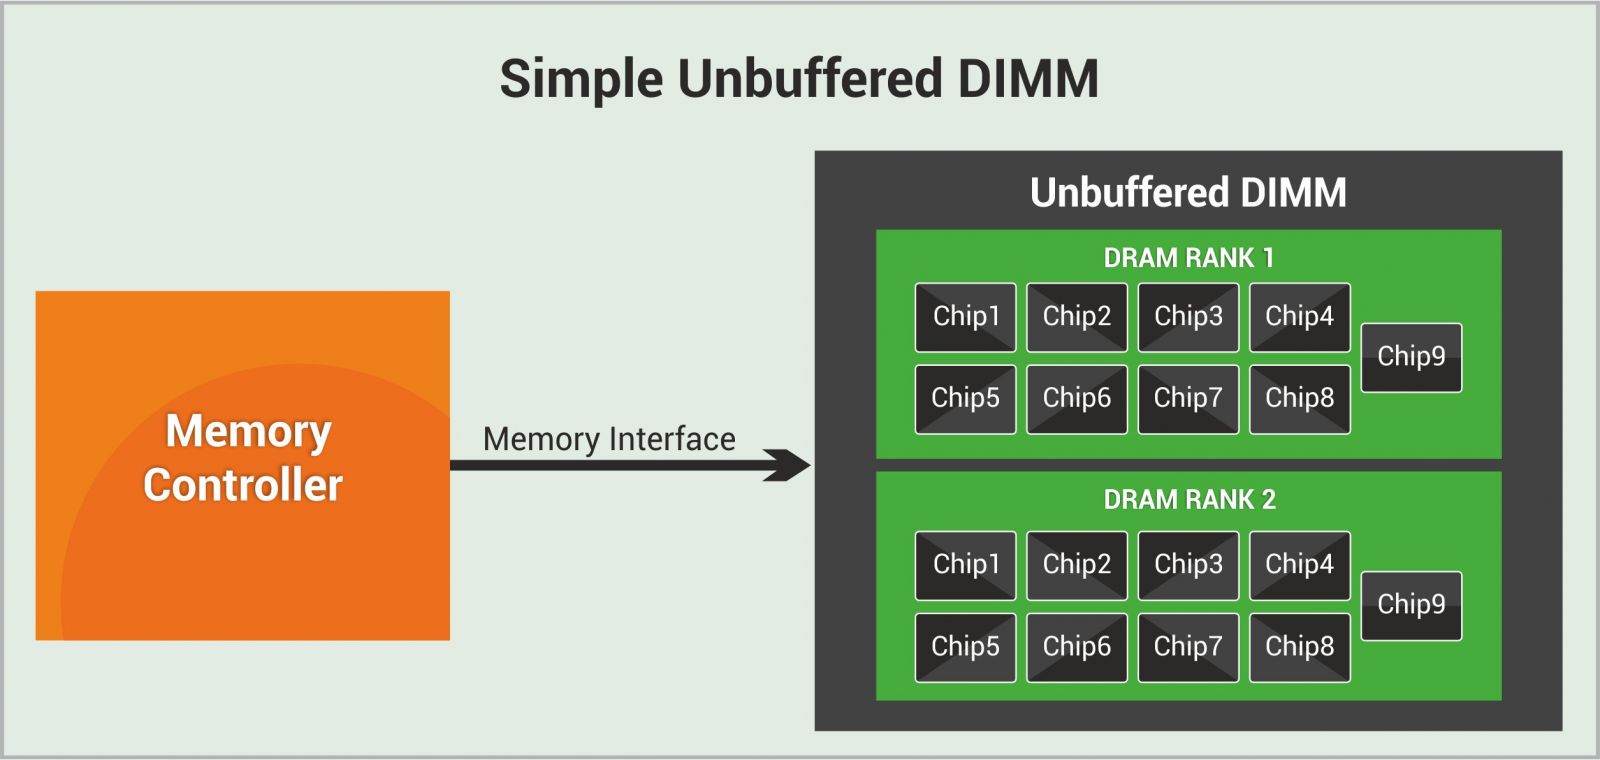 Simple Unbuffered DIMM
Memory
Controller
Memory Interface
Unbuffered DIMM
DRAM RANK 1
Chip1 Chip2 Chip3 Chip4
Chip9
Chip5 Chip6 Chip7 Chip8
DRAM RANK 2
Chip1 Chip2 Chip3 Chip4
Chip9
Chip5 Chip6 Chip7 Chip8